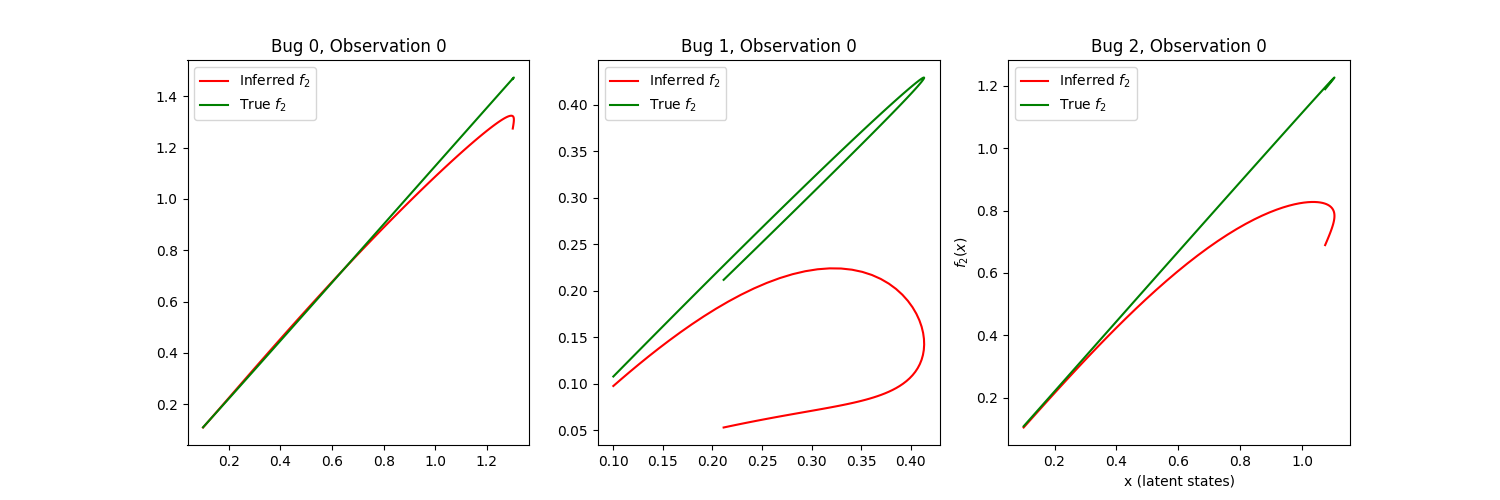 Bug 0, Observation 0
Inferred f₂
True f₂
1.4
1.2
1.0
0.8
0.6
0.4
0.2
0.2 0.4 0.6 0.8 1.0 1.2
Bug 1, Observation 0
Inferred f₂
True f₂
0.40
0.35
0.30
0.25
0.20
0.15
0.10
0.05
0.10 0.15 0.20 0.25 0.30 0.35 0.40
Bug 2, Observation 0
Inferred f₂
True f₂
f₂(x)
1.2
1.0
0.8
0.6
0.4
0.2
0.2 0.4 0.6 0.8 1.0
x (latent states)